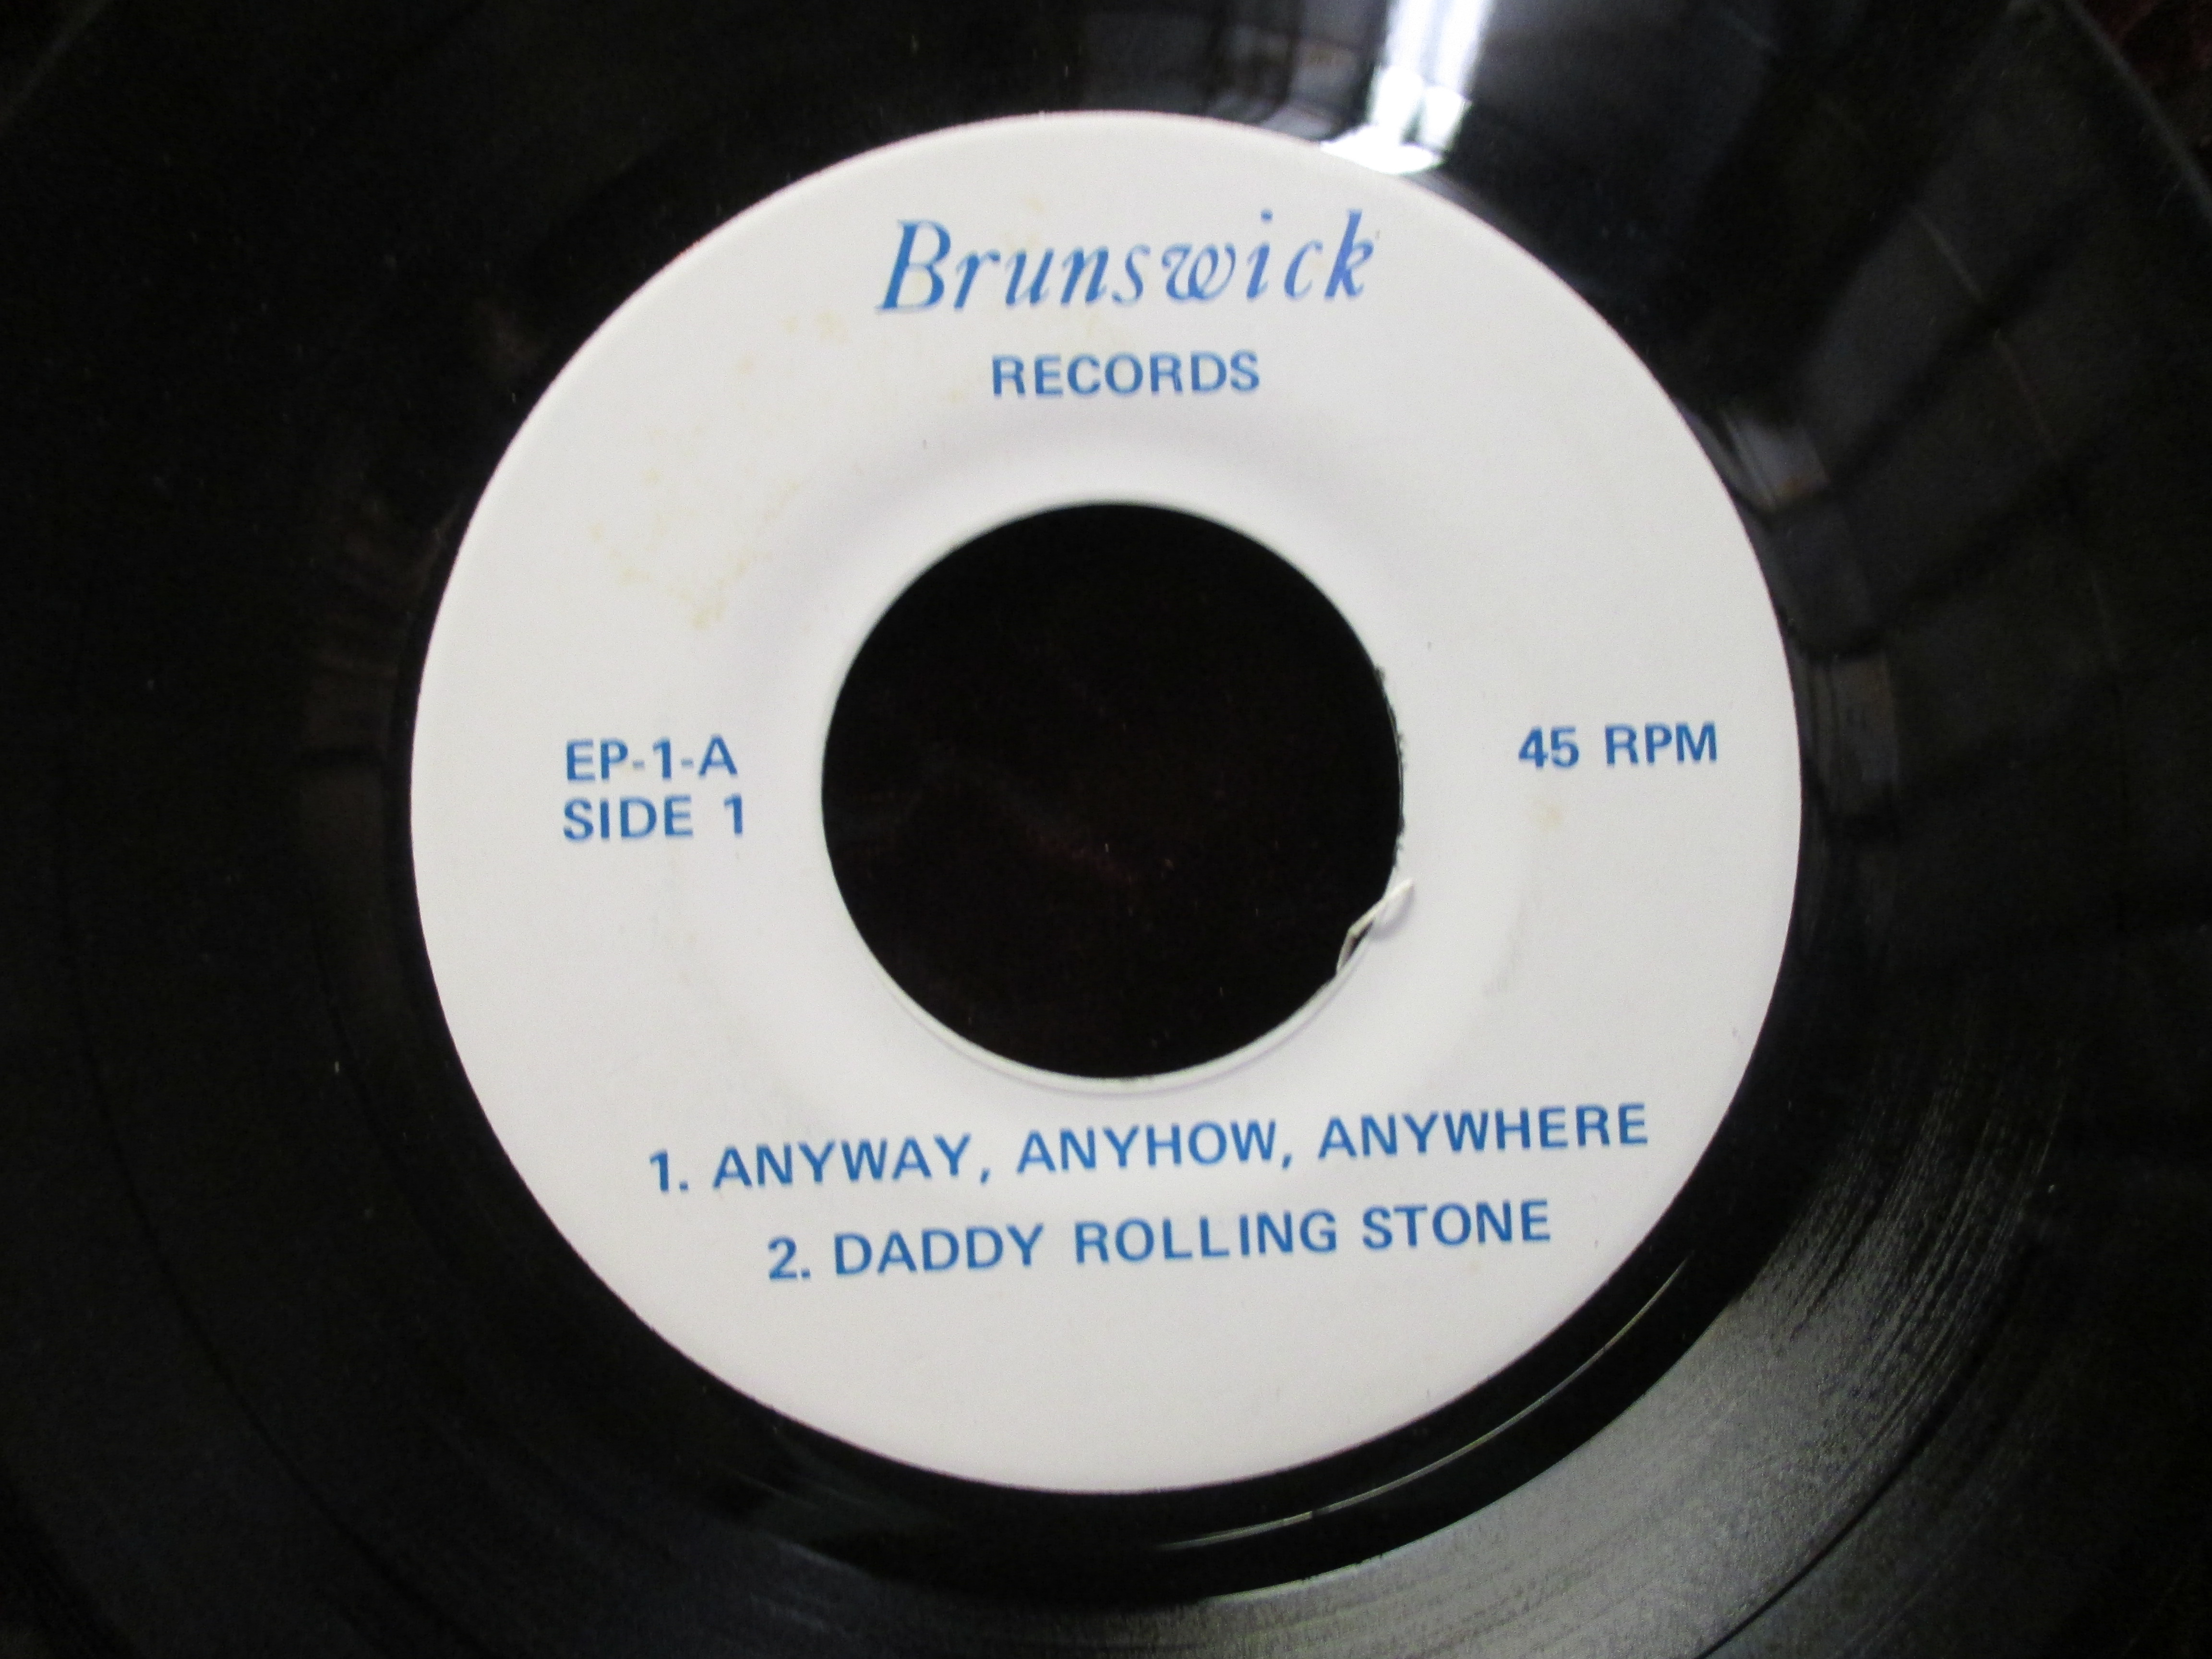 Brunswick
RECORDS
EP-1-A
SIDE 1
45 RPM
1. ANYWAY, ANYHOW, ANYWHERE
2. DADDY ROLLING STONE